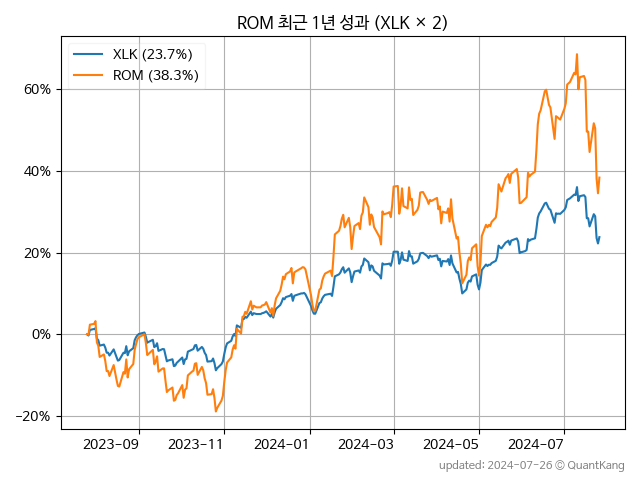 ROM 최근 1년 성과 (XLK × 2)
XLK (23.7%)
ROM (38.3%)
60%
40%
20%
0%
−20%
2023−09
2023−11
2024−01
2024−03
2024−05
2024−07
updated: 2024-07-26 © QuantKang